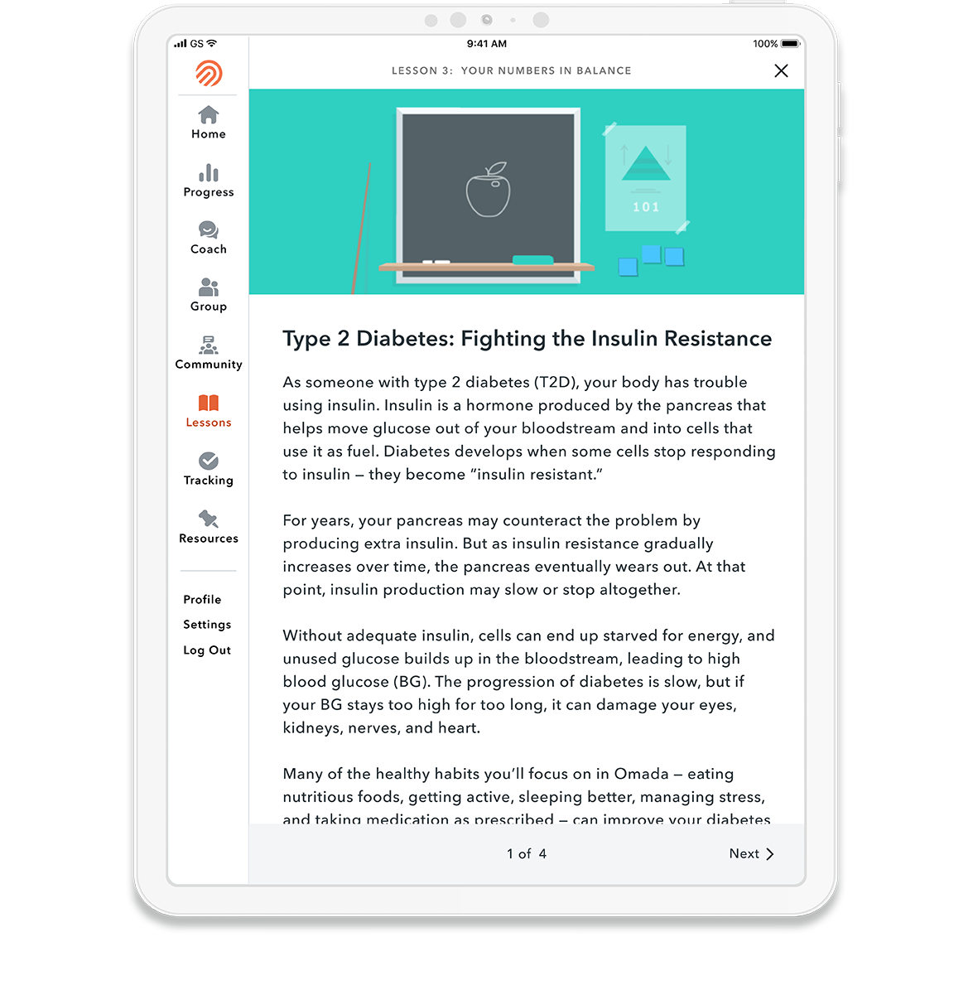 GS
9:41 AM
100%
LESSON 3: YOUR NUMBERS IN BALANCE
Home
Progress
Coach
Group
Community
Lessons
Tracking
Resources
Profile
Settings
Log Out
101
Type 2 Diabetes: Fighting the Insulin Resistance
As someone with type 2 diabetes (T2D), your body has trouble
using insulin. Insulin is a hormone produced by the pancreas that
helps move glucose out of your bloodstream and into cells that
use it as fuel. Diabetes develops when some cells stop responding
to insulin – they become “insulin resistant.”
For years, your pancreas may counteract the problem by
producing extra insulin. But as insulin resistance gradually
increases over time, the pancreas eventually wears out. At that
point, insulin production may slow or stop altogether.
Without adequate insulin, cells can end up starved for energy, and
unused glucose builds up in the bloodstream, leading to high
blood glucose (BG). The progression of diabetes is slow, but if
your BG stays too high for too long, it can damage your eyes,
kidneys, nerves, and heart.
Many of the healthy habits you’ll focus on in Omada – eating
nutritious foods, getting active, sleeping better, managing stress,
and taking medication as prescribed – can improve your diabetes
1 of 4
Next